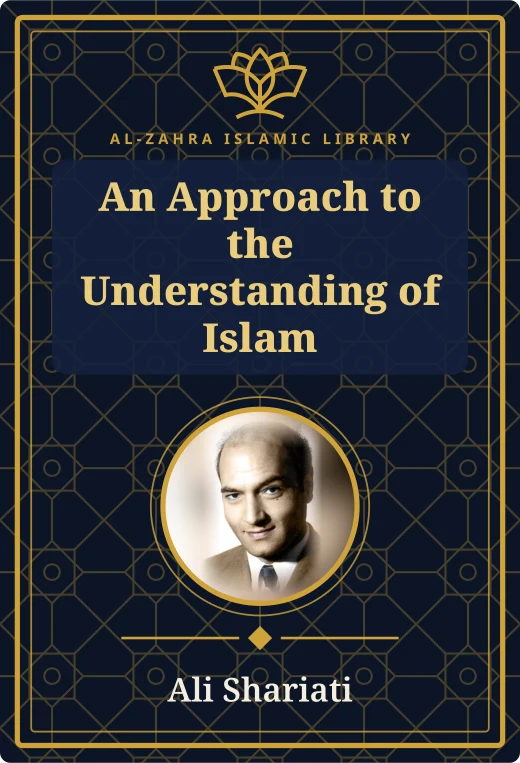 AL-ZAHRA ISLAMIC LIBRARY
An Approach to
the
Understanding of
Islam
Ali Shariati